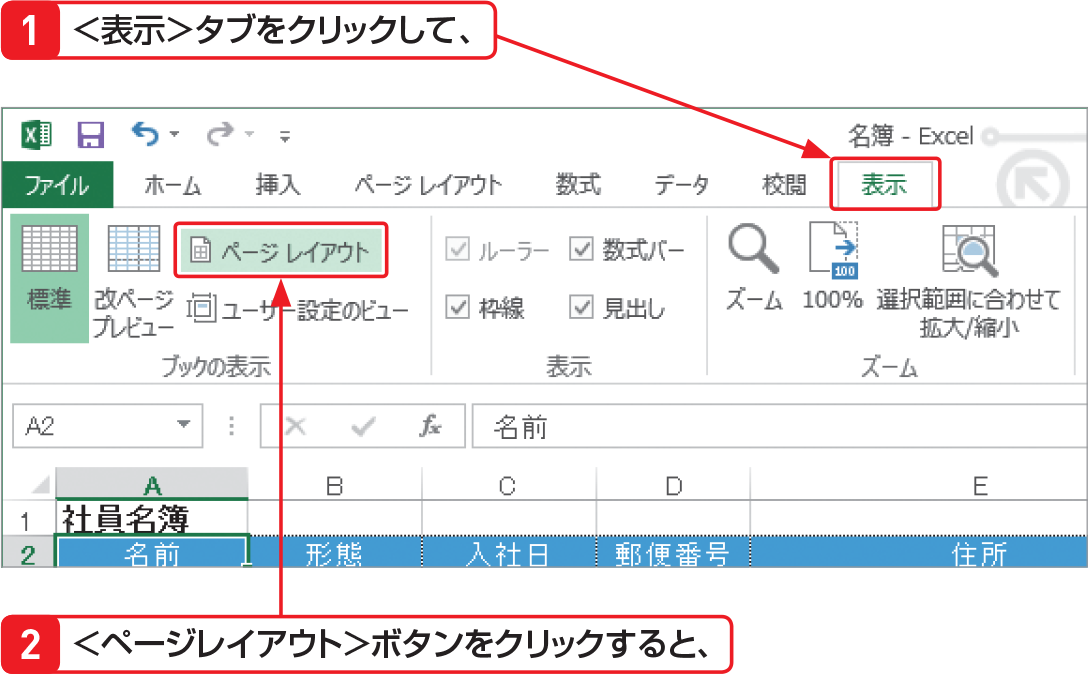 1 <表示>タブをクリックして、
名簿 - Excel
ファイル ホーム 挿入 ページ レイアウト 数式 データ 校閲 表示
標準
改ページ
プレビュー
ページ レイアウト
ユーザー設定のビュー
ブックの表示
ルーラー 数式バー
枠線 見出し
表示
ズーム
100
100%
選択範囲に合わせて
拡大/縮小
ズーム
A2 fx 名前
A B C D E
1 社員名簿
2 名前 形態 入社日 郵便番号 住所
2 <ページレイアウト>ボタンをクリックすると、